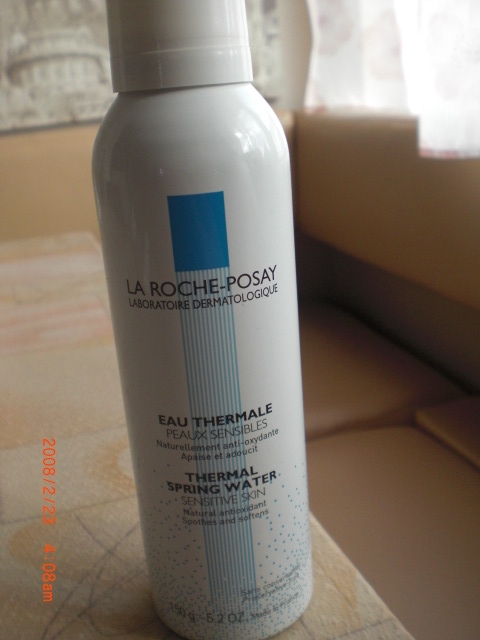 LA ROCHE-POSAY
LABORATOIRE DERMATOLOGIQUE
EAU THERMALE
PEAUX SENSIBLES
Naturellement anti-oxydante
Apaise et adoucit
THERMAL
SPRING WATER
SENSITIVE SKIN
Natural antioxidant
Soothes and softens
150 g - 5.2 OZ.
2008/2/22 4:08am